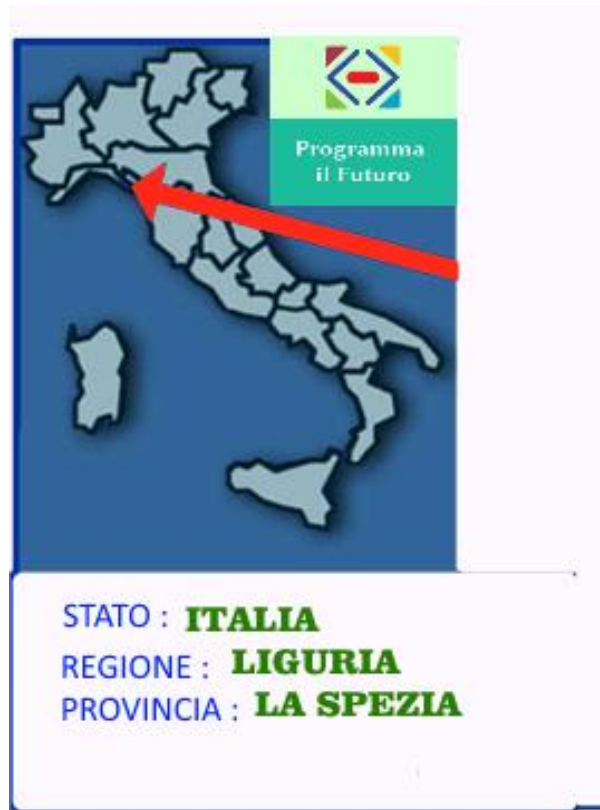 Programma
il Futuro
STATO : ITALIA
REGIONE : LIGURIA
PROVINCIA : LA SPEZIA